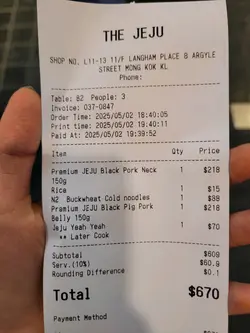 THE JEJU
SHOP NO. L11-13 11/F LANGHAM PLACE 8 ARGYLE
STREET MONG KOK KL
Phone:
Table: B2 People: 3
Invoice: 037-0847
Order Time: 2025/05/02 18:40:05
Print time: 2025/05/02 19:40:11
Paid At: 2025/05/02 19:39:52
Item Qty Price
Premium JEJU Black Pork Neck 1 $218
150g
Rice 1 $15
N2 Buckwheat Cold noodles 1 $88
Premium JEJU Black Pig Pork 1 $218
Belly 150g
Jeju Yeah Yeah 1 $70
** Later Cook
Subtotal $609
Serv.(10%) $60.9
Rounding Difference $0.1
Total $670
Payment Method